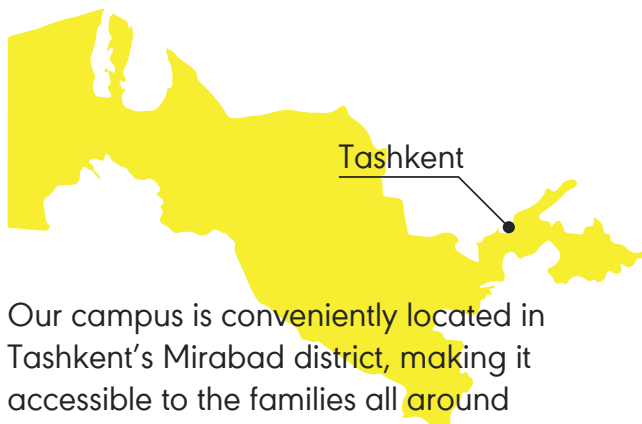 Tashkent
Our campus is conveniently located in
Tashkent's Mirabad district, making it
accessible to the families all around